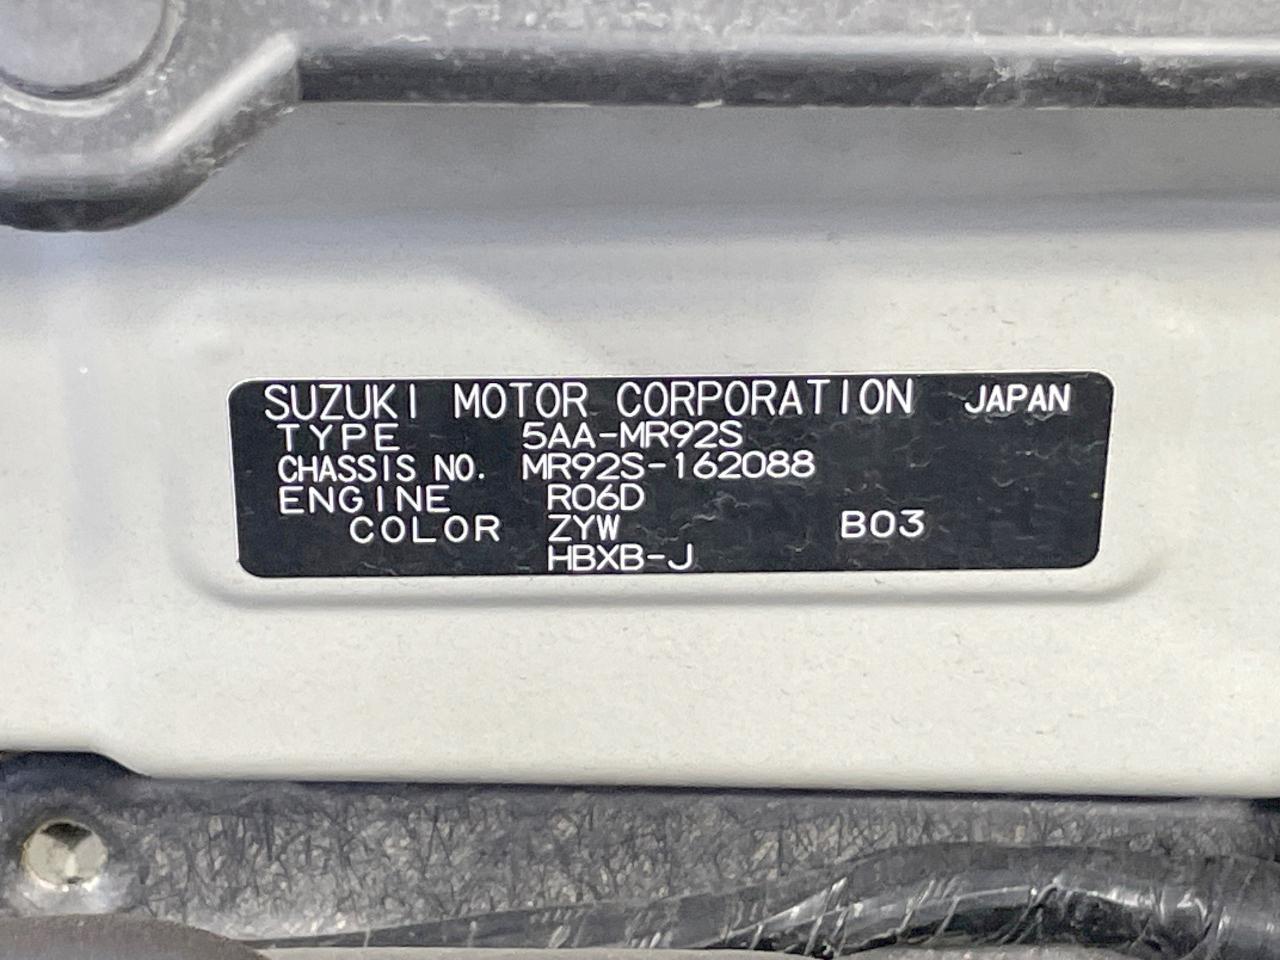 SUZUKI MOTOR CORPORATION JAPAN
TYPE 5AA-MR92S
CHASSIS NO. MR92S-162088
ENGINE R06D
COLOR ZYW B03
HBXB-J